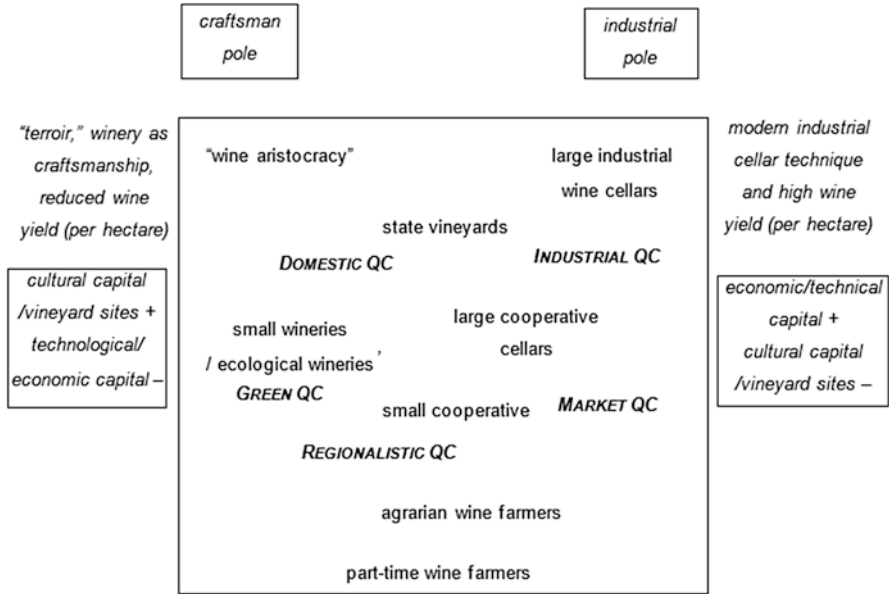 craftsman
pole
industrial
pole
“terroir,” winery as
craftsmanship,
reduced wine
yield (per hectare)
cultural capital
/vineyard sites +
technological/
economic capital –
“wine aristocracy”
large industrial
wine cellars
state vineyards
DOMESTIC QC
INDUSTRIAL QC
large cooperative
cellars
small wineries
/ ecological wineries’
GREEN QC
small cooperative
MARKET QC
REGIONALISTIC QC
agrarian wine farmers
part-time wine farmers
modern industrial
cellar technique
and high wine
yield (per hectare)
economic/technical
capital +
cultural capital
/vineyard sites –